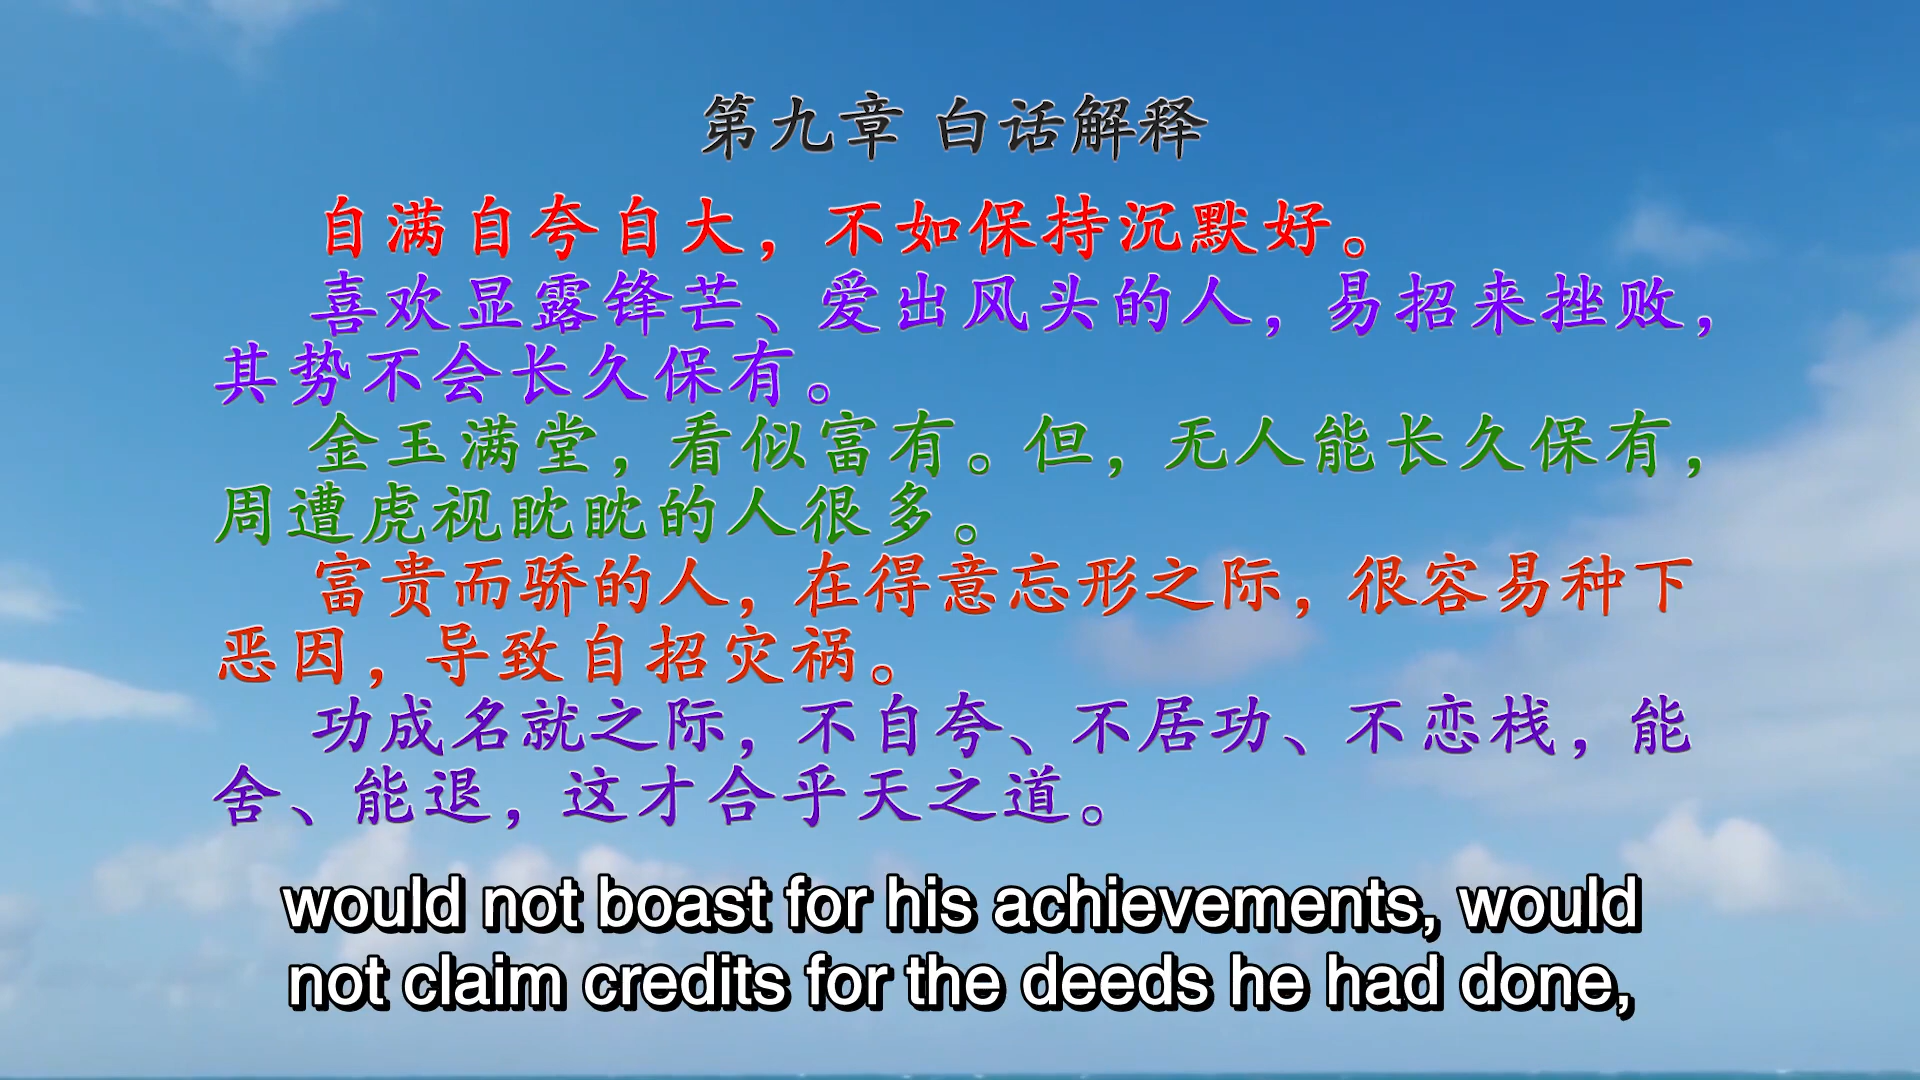 第九章 白话解释
自满自夸自大，不如保持沉默好。
喜欢显露锋芒、爱出风头的人，易招来挫败，
其势不会长久保有。
金玉满堂，看似富有。但，无人能长久保有，
周遭虎视眈眈的人很多。
富贵而骄的人，在得意忘形之际，很容易种下
恶因，导致自招灾祸。
功成名就之际，不自夸、不居功、不恋栈，能
舍、能退，这才合乎天之道。
would not boast for his achievements, would
not claim credits for the deeds he had done,